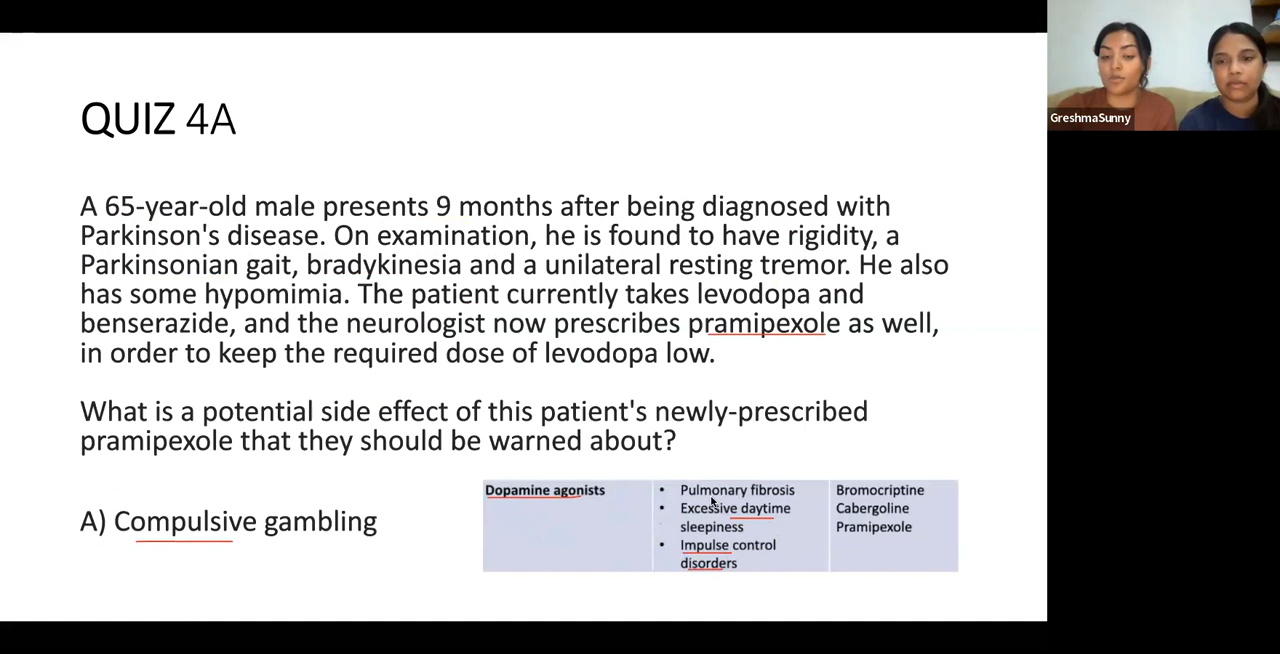 QUIZ 4A
A 65-year-old male presents 9 months after being diagnosed with
Parkinson's disease. On examination, he is found to have rigidity, a
Parkinsonian gait, bradykinesia and a unilateral resting tremor. He also
has some hypomimia. The patient currently takes levodopa and
benserazide, and the neurologist now prescribes pramipexole as well,
in order to keep the required dose of levodopa low.
What is a potential side effect of this patient's newly-prescribed
pramipexole that they should be warned about?
A) Compulsive gambling
Dopamine agonists
• Pulmonary fibrosis
• Excessive daytime
sleepiness
• Impulse control
disorders
Bromocriptine
Cabergoline
Pramipexole
GreshmaSunny